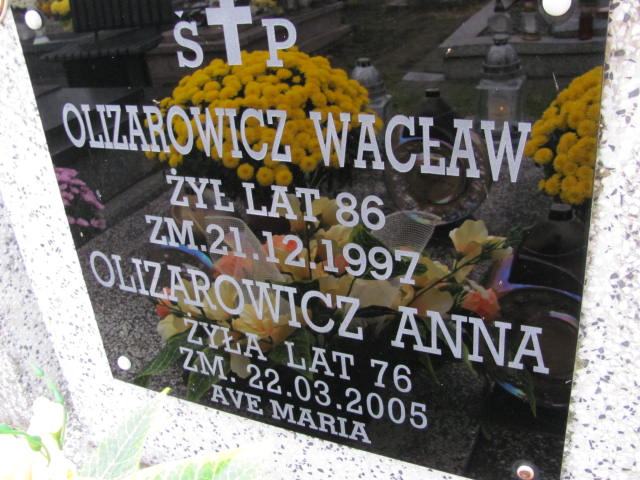 Ś P
OLIZAROWICZ WACŁAW
ŻYŁ LAT 86
ZM.21.12.1997
OLIZAROWICZ ANNA
ŻYŁA LAT 76
ZM. 22.03.2005
AVE MARIA